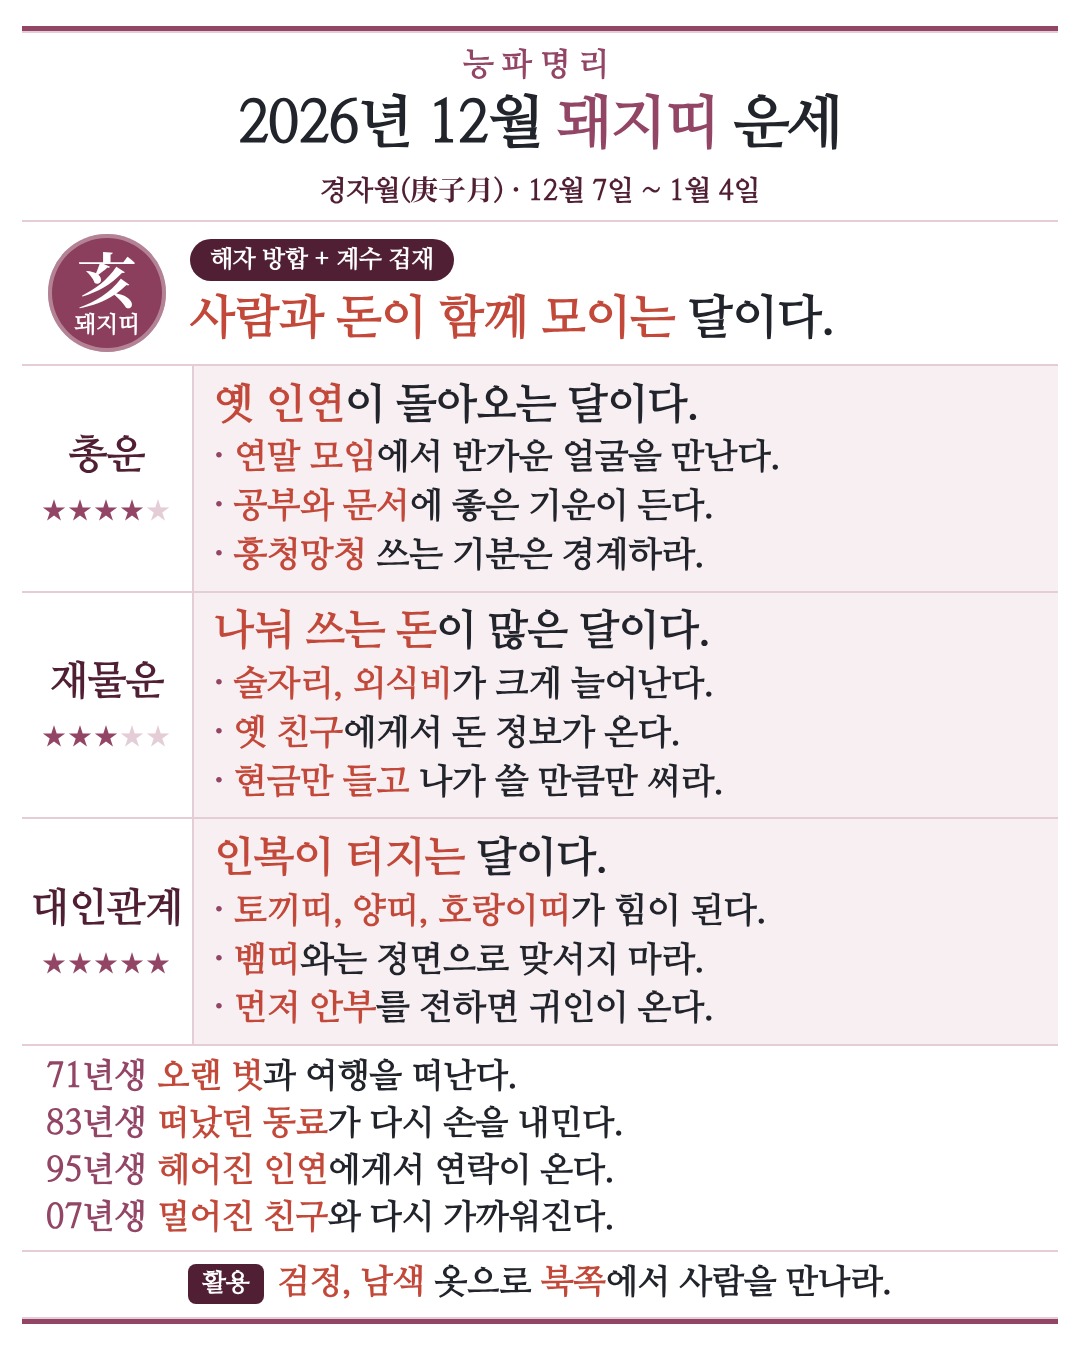 능파명리
2026년 12월 돼지띠 운세
경자월(庚子月) · 12월 7일 ~ 1월 4일
亥
돼지띠
해자 방합 + 계수 겁재
사람과 돈이 함께 모이는 달이다.
총운
★★★★★
옛 인연이 돌아오는 달이다.
· 연말 모임에서 반가운 얼굴을 만난다.
· 공부와 문서에 좋은 기운이 든다.
· 흥청망청 쓰는 기분은 경계하라.
재물운
★★★★★
나눠 쓰는 돈이 많은 달이다.
· 술자리, 외식비가 크게 늘어난다.
· 옛 친구에게서 돈 정보가 온다.
· 현금만 들고 나가 쓸 만큼만 써라.
대인관계
★★★★★
인복이 터지는 달이다.
· 토끼띠, 양띠, 호랑이띠가 힘이 된다.
· 뱀띠와는 정면으로 맞서지 마라.
· 먼저 안부를 전하면 귀인이 온다.
71년생 오랜 벗과 여행을 떠난다.
83년생 떠났던 동료가 다시 손을 내민다.
95년생 헤어진 인연에게서 연락이 온다.
07년생 멀어진 친구와 다시 가까워진다.
활용 검정, 남색 옷으로 북쪽에서 사람을 만나라.